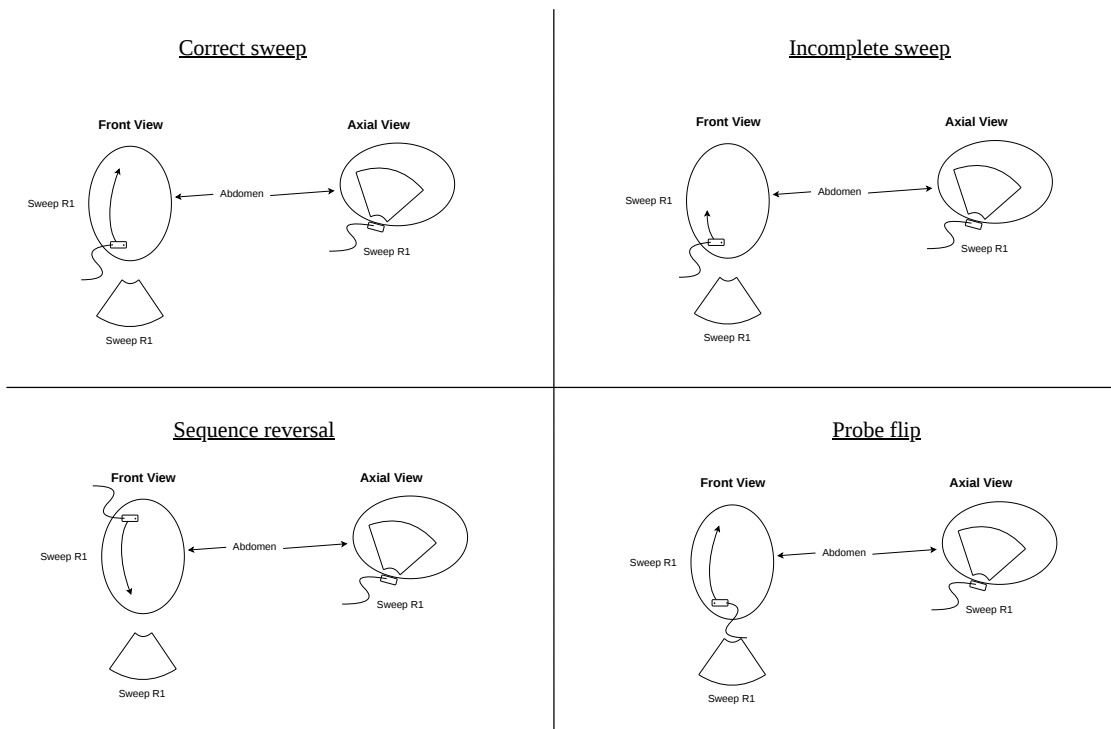 Correct sweep
Front View
Axial View
Sweep R1
Abdomen
Sweep R1
Sweep R1
Incomplete sweep
Front View
Axial View
Sweep R1
Abdomen
Sweep R1
Sweep R1
Sequence reversal
Front View
Axial View
Sweep R1
Abdomen
Sweep R1
Sweep R1
Probe flip
Front View
Axial View
Sweep R1
Abdomen
Sweep R1
Sweep R1